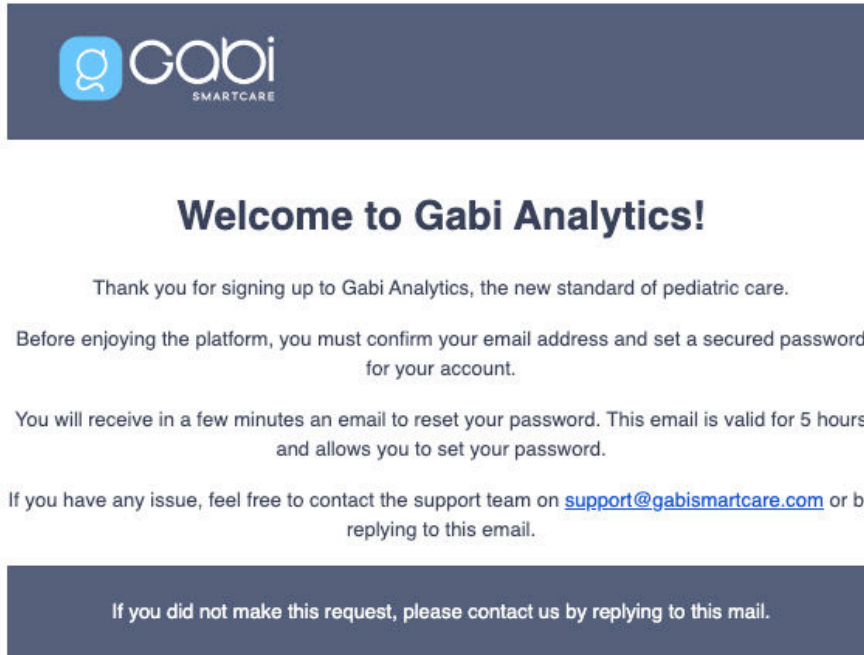 g Gabi
SMARTCARE
Welcome to Gabi Analytics!
Thank you for signing up to Gabi Analytics, the new standard of pediatric care.
Before enjoying the platform, you must confirm your email address and set a secured password
for your account.
You will receive in a few minutes an email to reset your password. This email is valid for 5 hours
and allows you to set your password.
If you have any issue, feel free to contact the support team on support@gabismartcare.com or b
replying to this email.
If you did not make this request, please contact us by replying to this mail.